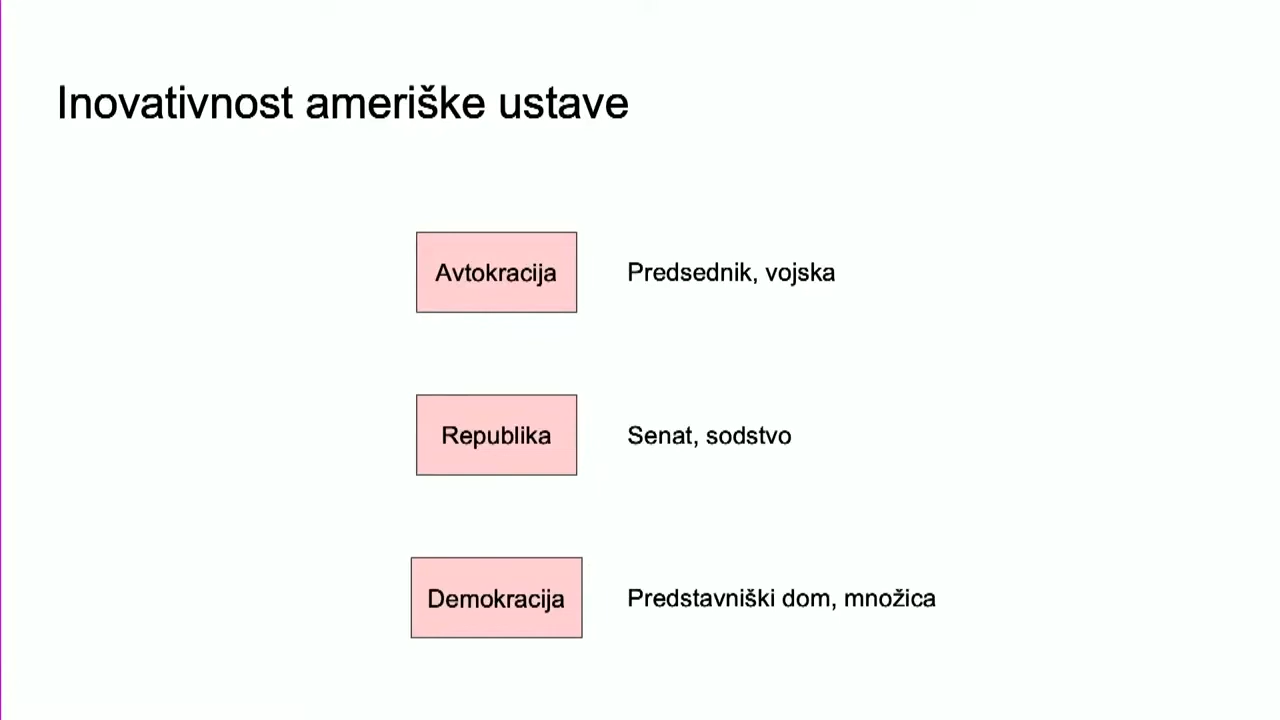 Inovativnost ameriške ustave
Avtokracija
Predsednik, vojska
Republika
Senat, sodstvo
Demokracija
Predstavniški dom, množica